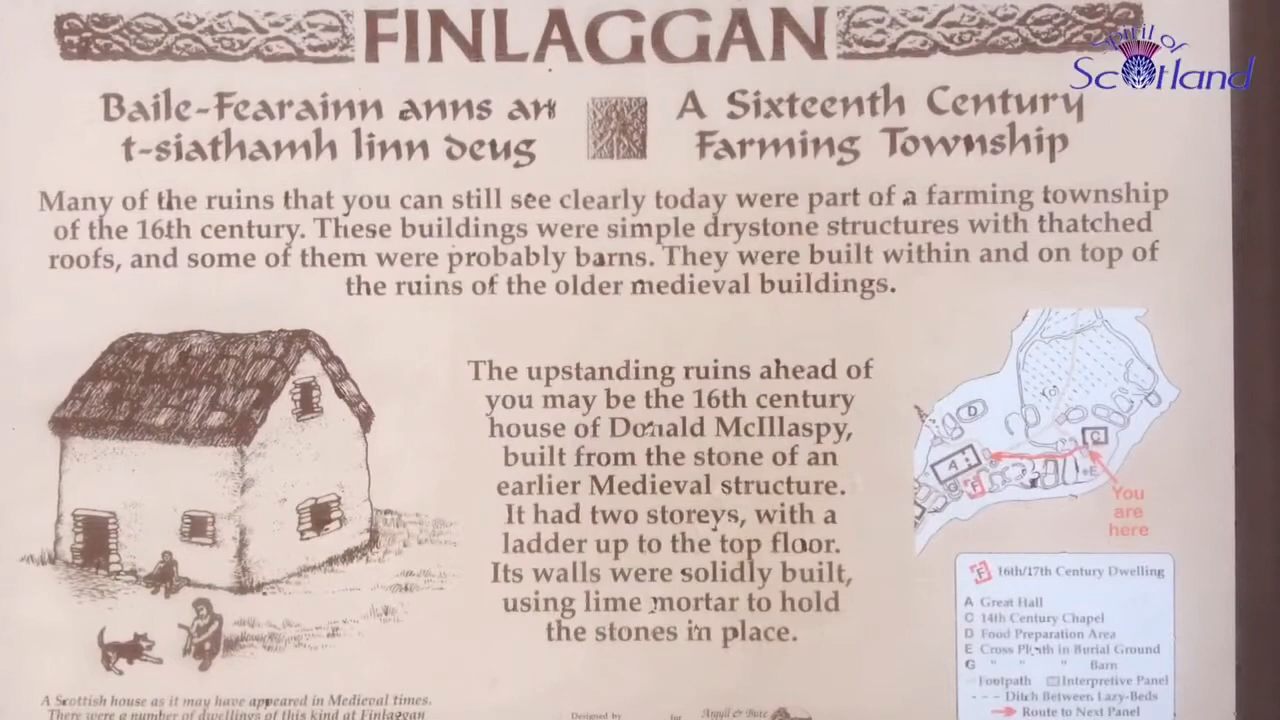 FINLAGGAN
Spirit of
Scotland
Baile-Fearainn anns an
t-siathamh linn deug
A Sixteenth Century
Farming Township
Many of the ruins that you can still see clearly today were part of a farming township
of the 16th century. These buildings were simple drystone structures with thatched
roofs, and some of them were probably barns. They were built within and on top of
the ruins of the older medieval buildings.
The upstanding ruins ahead of
you may be the 16th century
house of Donald McIllaspy,
built from the stone of an
earlier Medieval structure.
It had two storeys, with a
ladder up to the top floor.
Its walls were solidly built,
using lime mortar to hold
the stones in place.
D
C
A
E
G
F
You
are
here
F 16th/17th Century Dwelling
A Great Hall
C 14th Century Chapel
D Food Preparation Area
E Cross Plinth in Burial Ground
G " " " Barn
Footpath Interpretive Panel
Ditch Between Lazy-Beds
Route to Next Panel
A Scottish house as it may have appeared in Medieval times.
There were a number of dwellings of this kind at Finlaggan
Designed by for Argyll & Bute